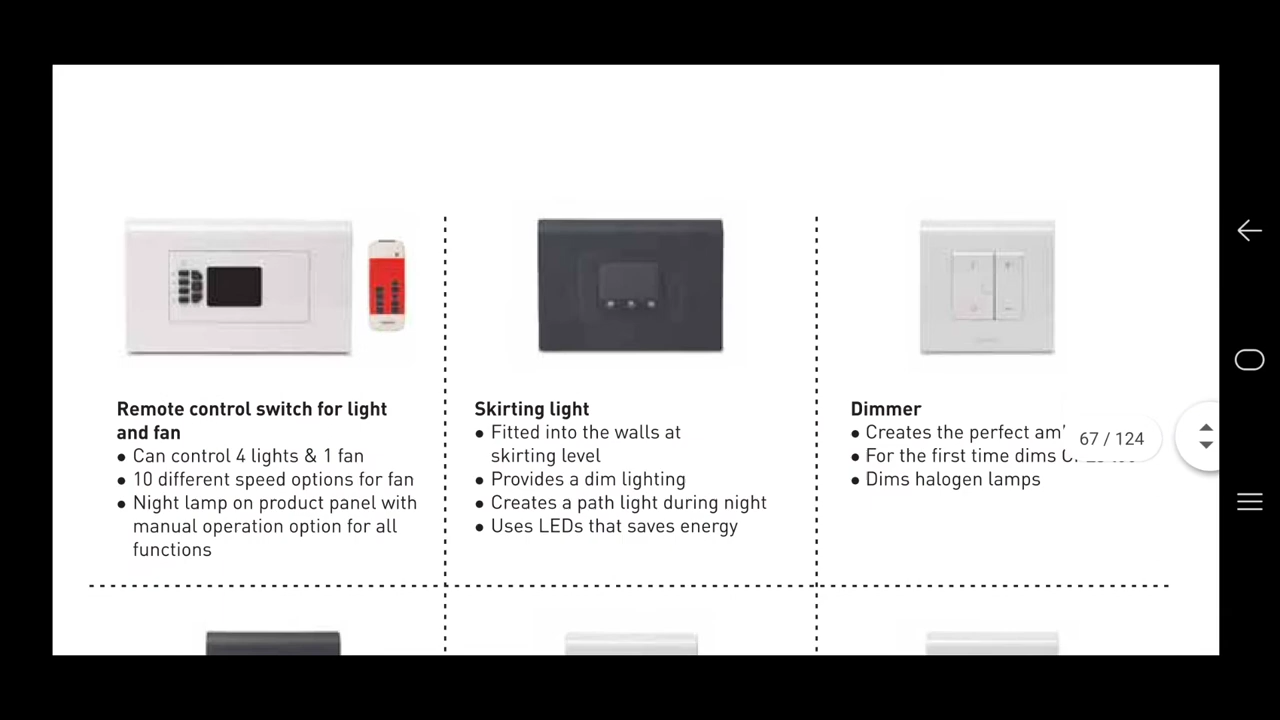 Remote control switch for light
and fan
● Can control 4 lights & 1 fan
● 10 different speed options for fan
● Night lamp on product panel with
manual operation option for all
functions
Skirting light
● Fitted into the walls at
skirting level
● Provides a dim lighting
● Creates a path light during night
● Uses LEDs that saves energy
Dimmer
● Creates the perfect
● For the first time dims
● Dims halogen lamps
67 / 124